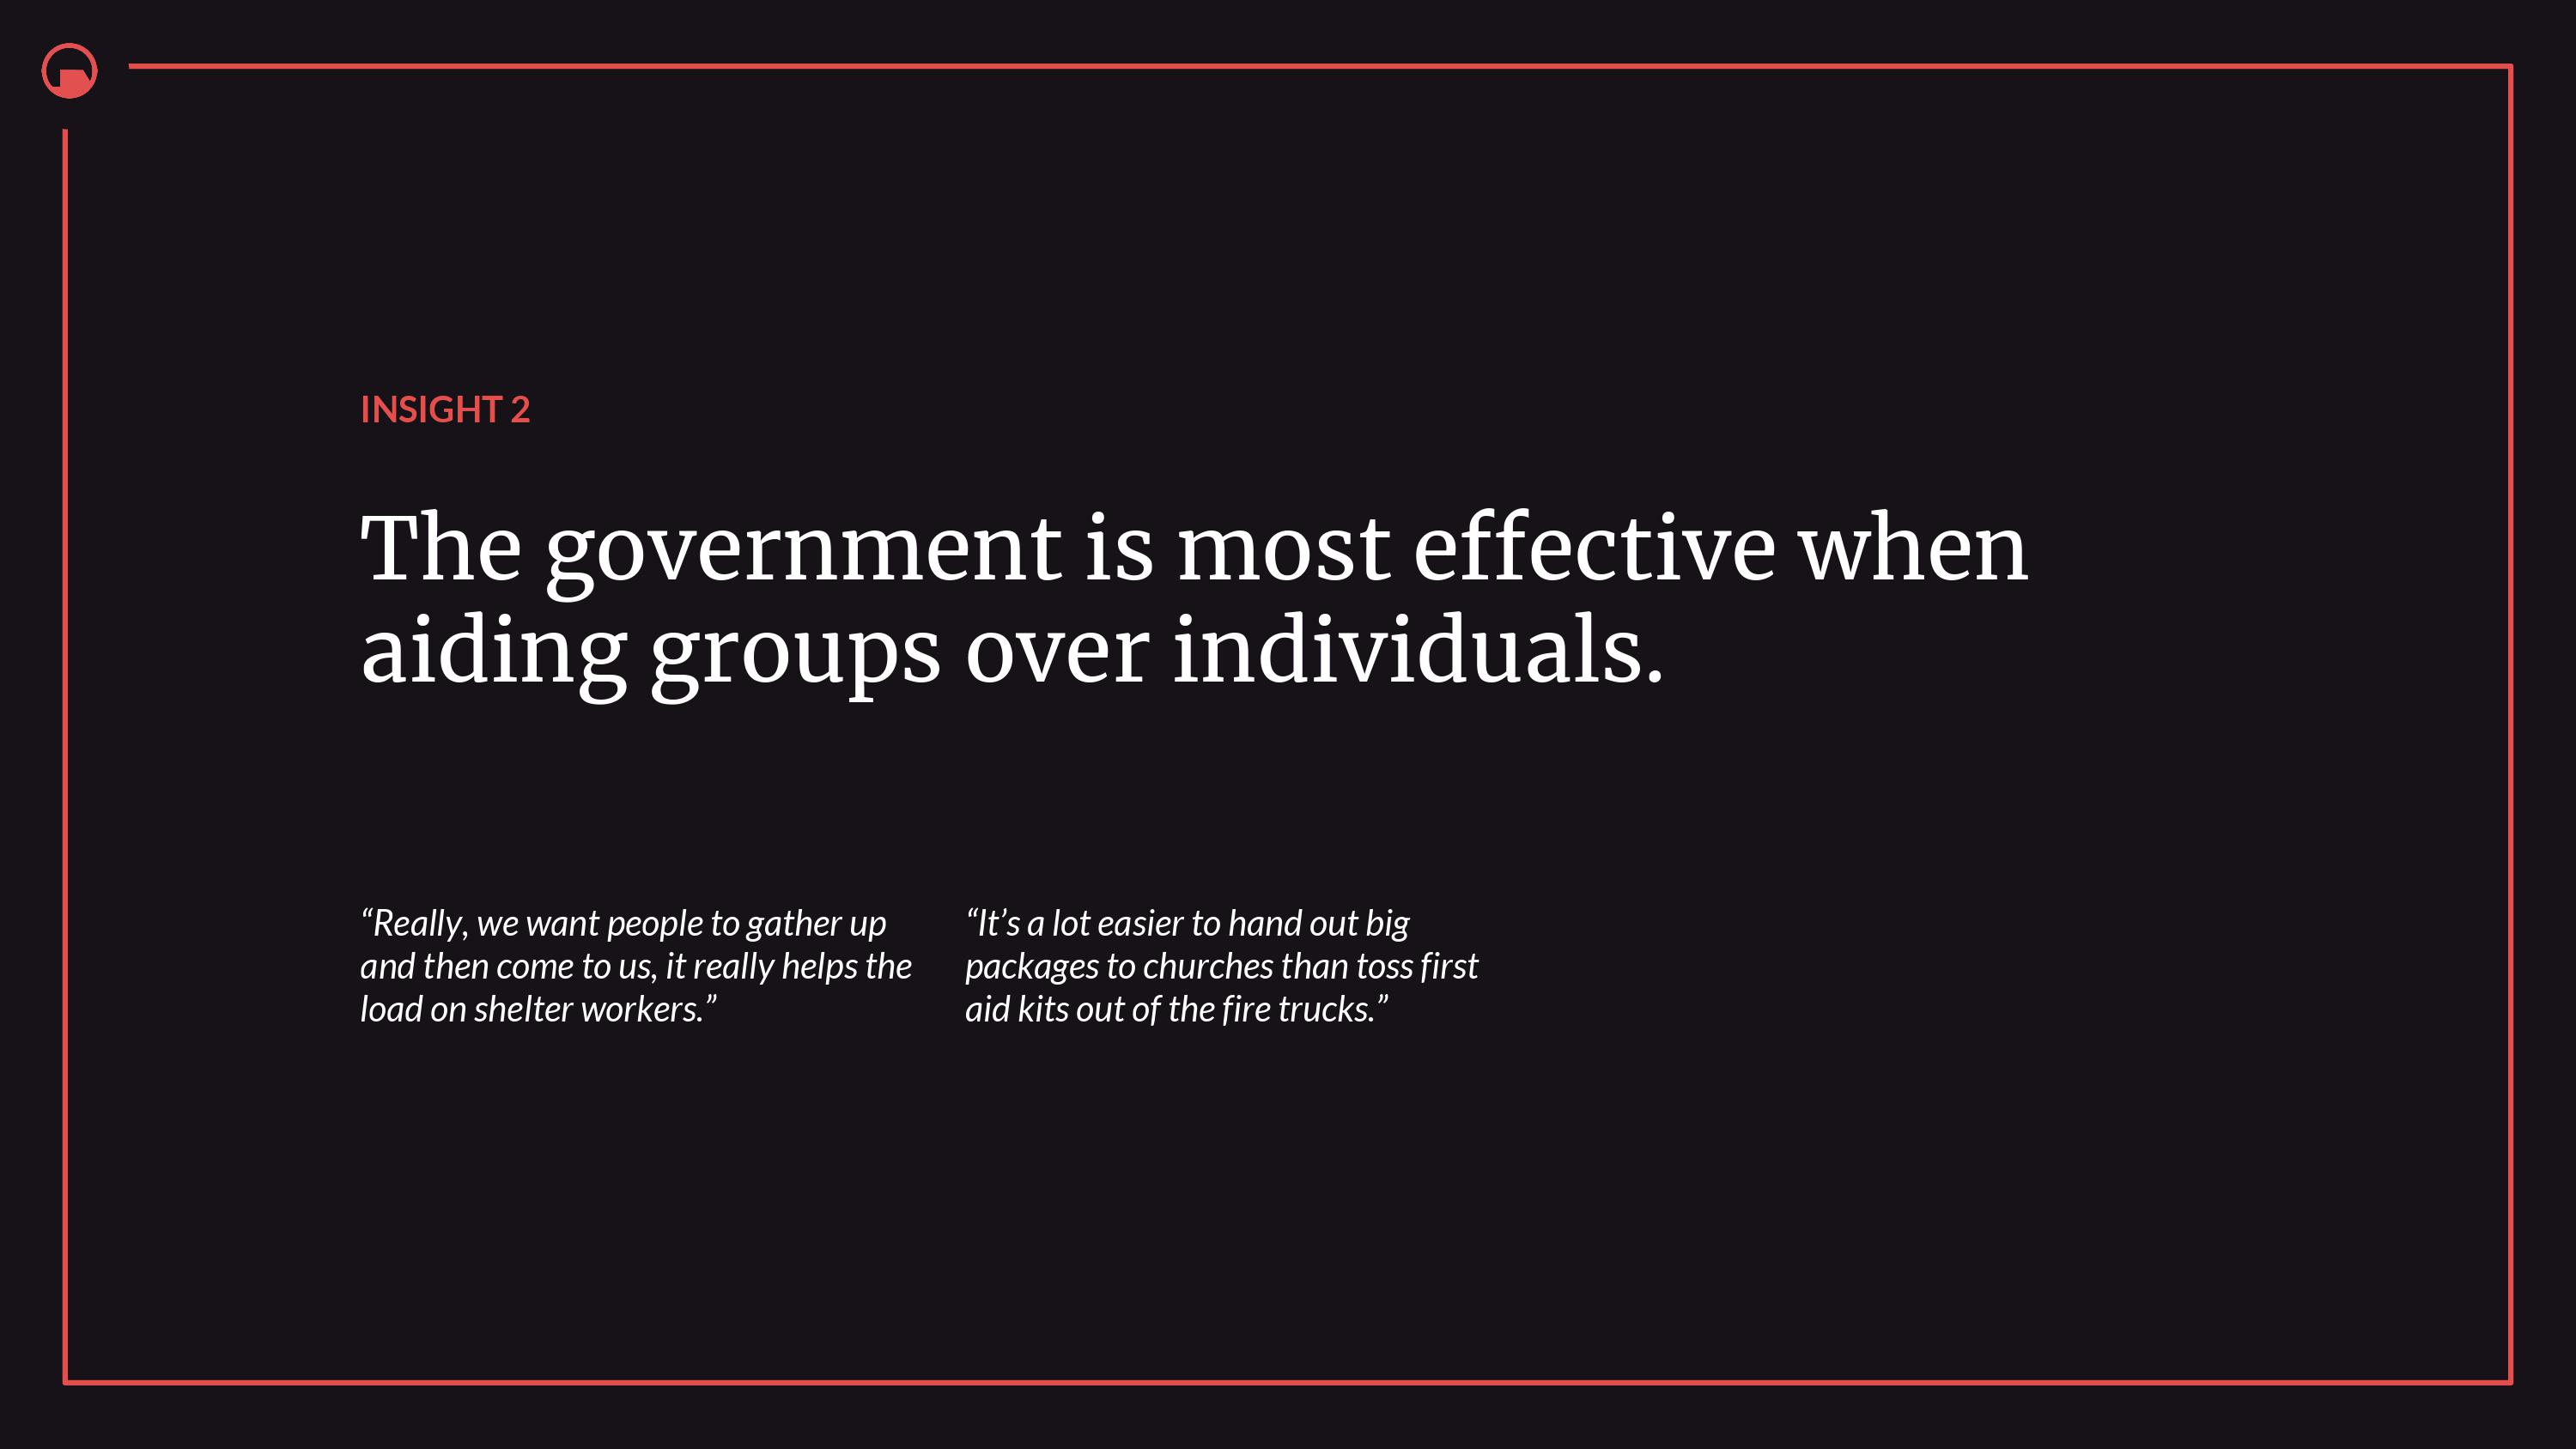 INSIGHT 2
The government is most effective when
aiding groups over individuals.
“Really, we want people to gather up
and then come to us, it really helps the
load on shelter workers.”
“It’s a lot easier to hand out big
packages to churches than toss first
aid kits out of the fire trucks.”